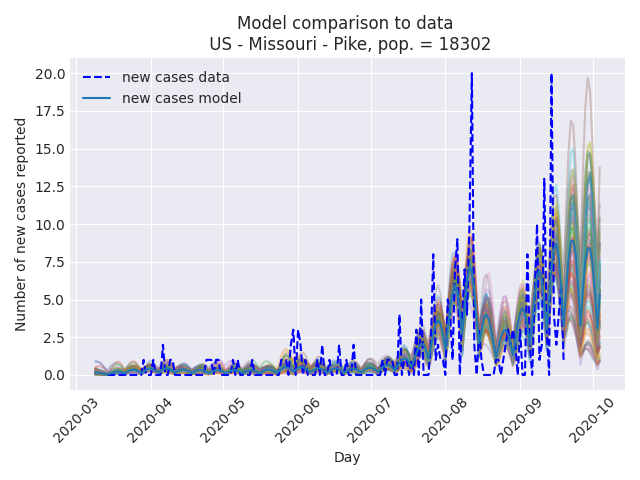 Model comparison to data
US - Missouri - Pike, pop. = 18302
new cases data
new cases model
Number of new cases reported
20.0
17.5
15.0
12.5
10.0
7.5
5.0
2.5
0.0
2020-03
2020-04
2020-05
2020-06
2020-07
2020-08
2020-09
2020-10
Day